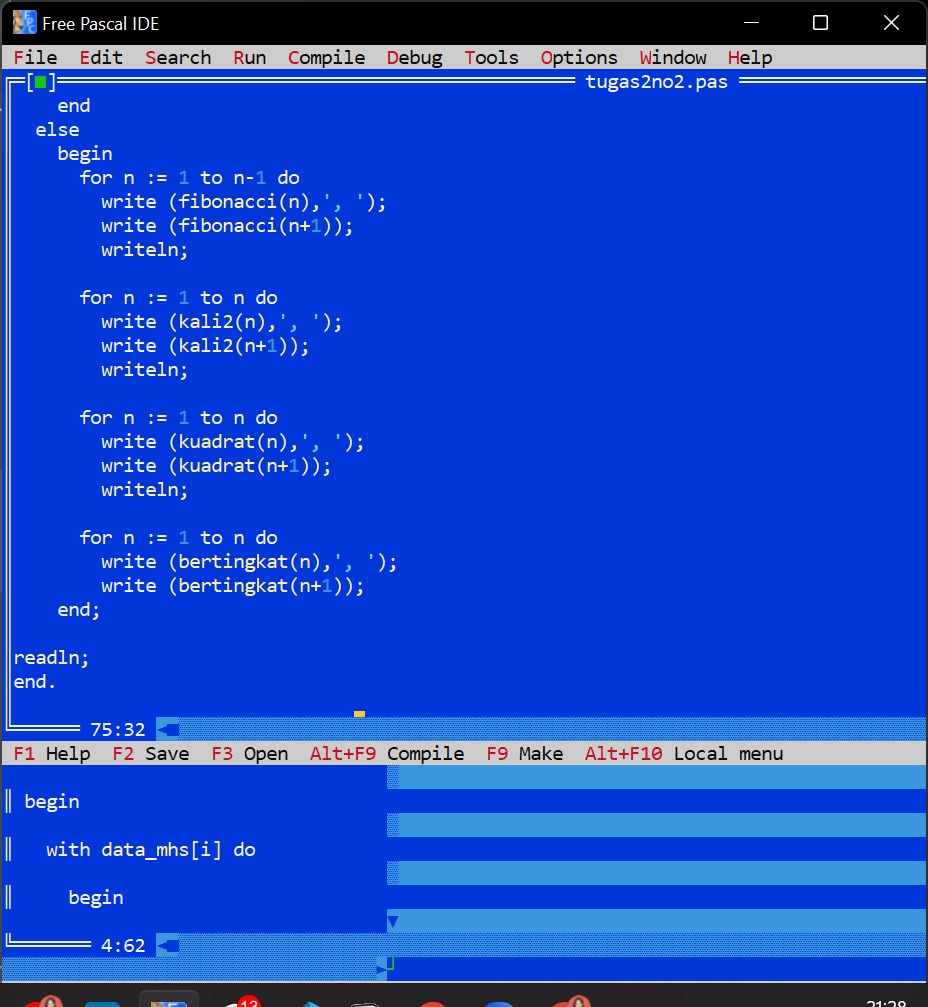 Free Pascal IDE
File Edit Search Run Compile Debug Tools Options Window Help
[■] tugas2no2.pas
end
else
begin
for n := 1 to n-1 do
write (fibonacci(n),', ');
write (fibonacci(n+1));
writeln;
for n := 1 to n do
write (kali2(n),', ');
write (kali2(n+1));
writeln;
for n := 1 to n do
write (kuadrat(n),', ');
write (kuadrat(n+1));
writeln;
for n := 1 to n do
write (bertingkat(n),', ');
write (bertingkat(n+1));
end;
readln;
end.
75:32
F1 Help F2 Save F3 Open Alt+F9 Compile F9 Make Alt+F10 Local menu
begin
with data_mhs[i] do
begin
4:62
13